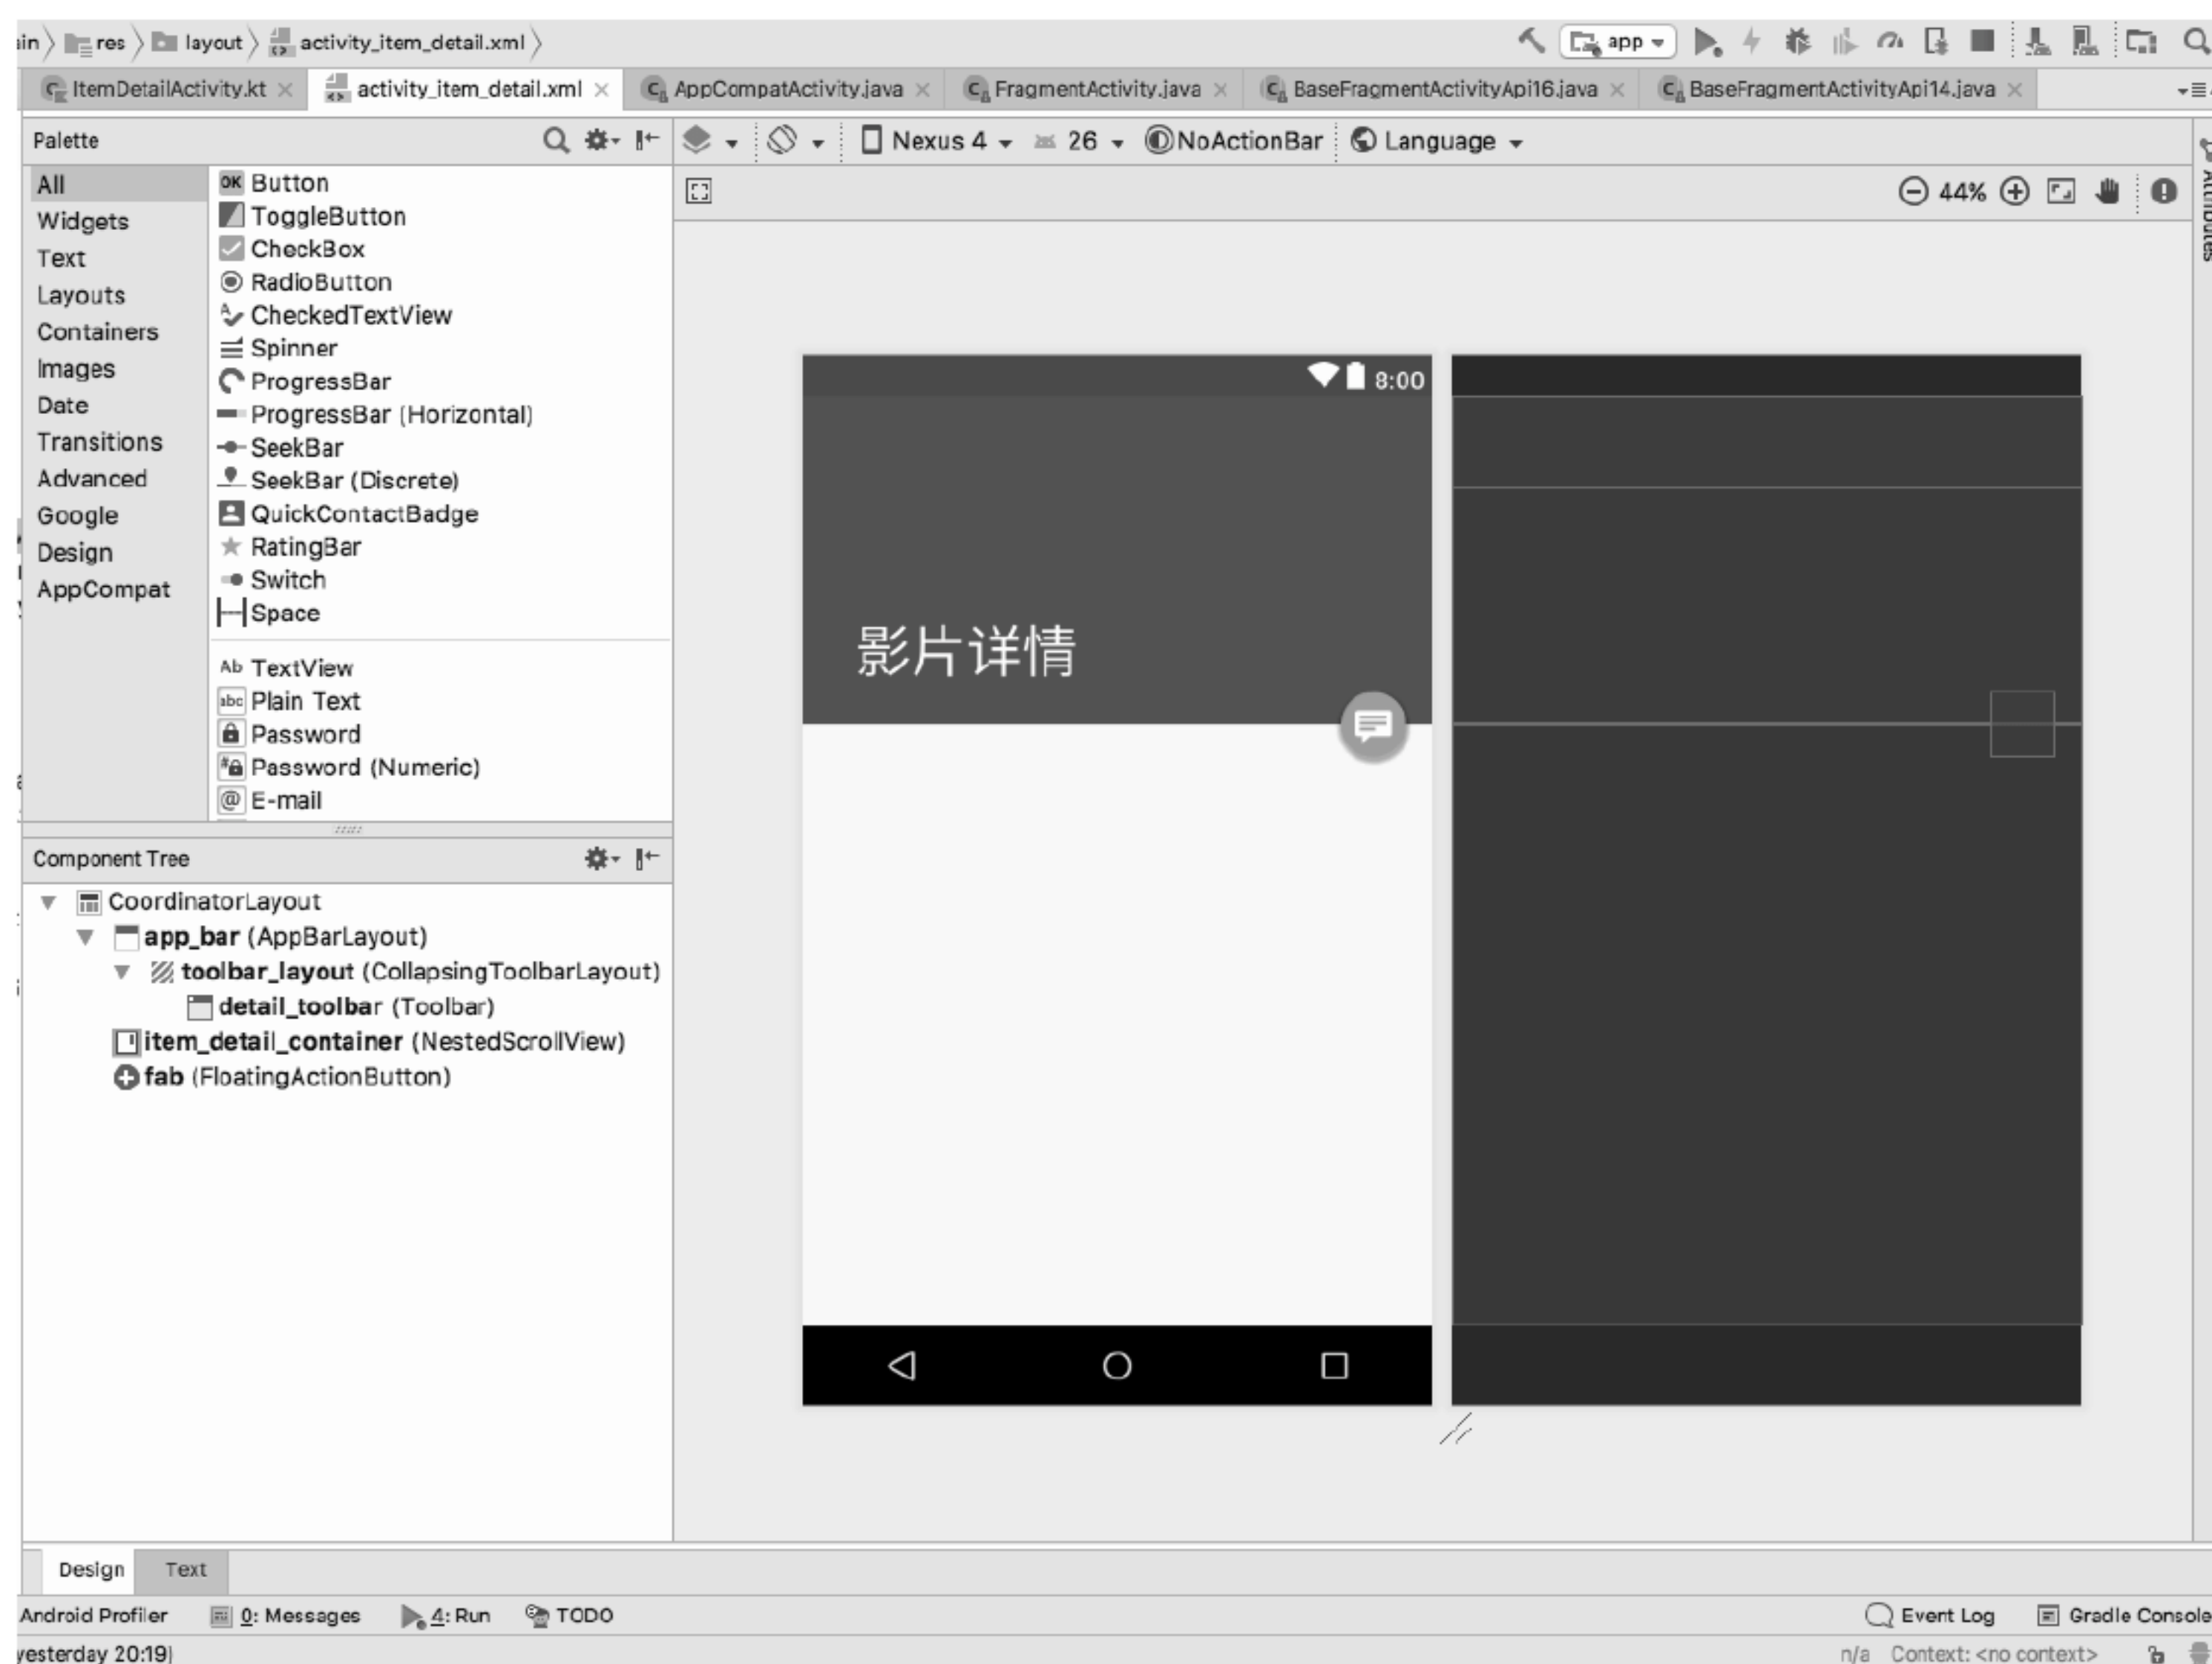 ain res layout activity_item_detail.xml app
ItemDetailActivity.kt activity_item_detail.xml AppCompatActivity.java FragmentActivity.java BaseFragmentActivityApi16.java BaseFragmentActivityApi14.java
Palette
Nexus 4 26 NoActionBar Language
Attributes
44%
All
Widgets
Text
Layouts
Containers
Images
Date
Transitions
Advanced
Google
Design
AppCompat
OK Button
ToggleButton
CheckBox
RadioButton
CheckedTextView
Spinner
ProgressBar
ProgressBar (Horizontal)
SeekBar
SeekBar (Discrete)
QuickContactBadge
RatingBar
Switch
Space
Ab TextView
abc Plain Text
Password
Password (Numeric)
E-mail
8:00
影片详情
Component Tree
CoordinatorLayout
app_bar (AppBarLayout)
toolbar_layout (CollapsingToolbarLayout)
detail_toolbar (Toolbar)
item_detail_container (NestedScrollView)
fab (FloatingActionButton)
Design Text
Android Profiler 0: Messages 4: Run TODO Event Log Gradle Console
yesterday 20:19) n/a Context: <no context>